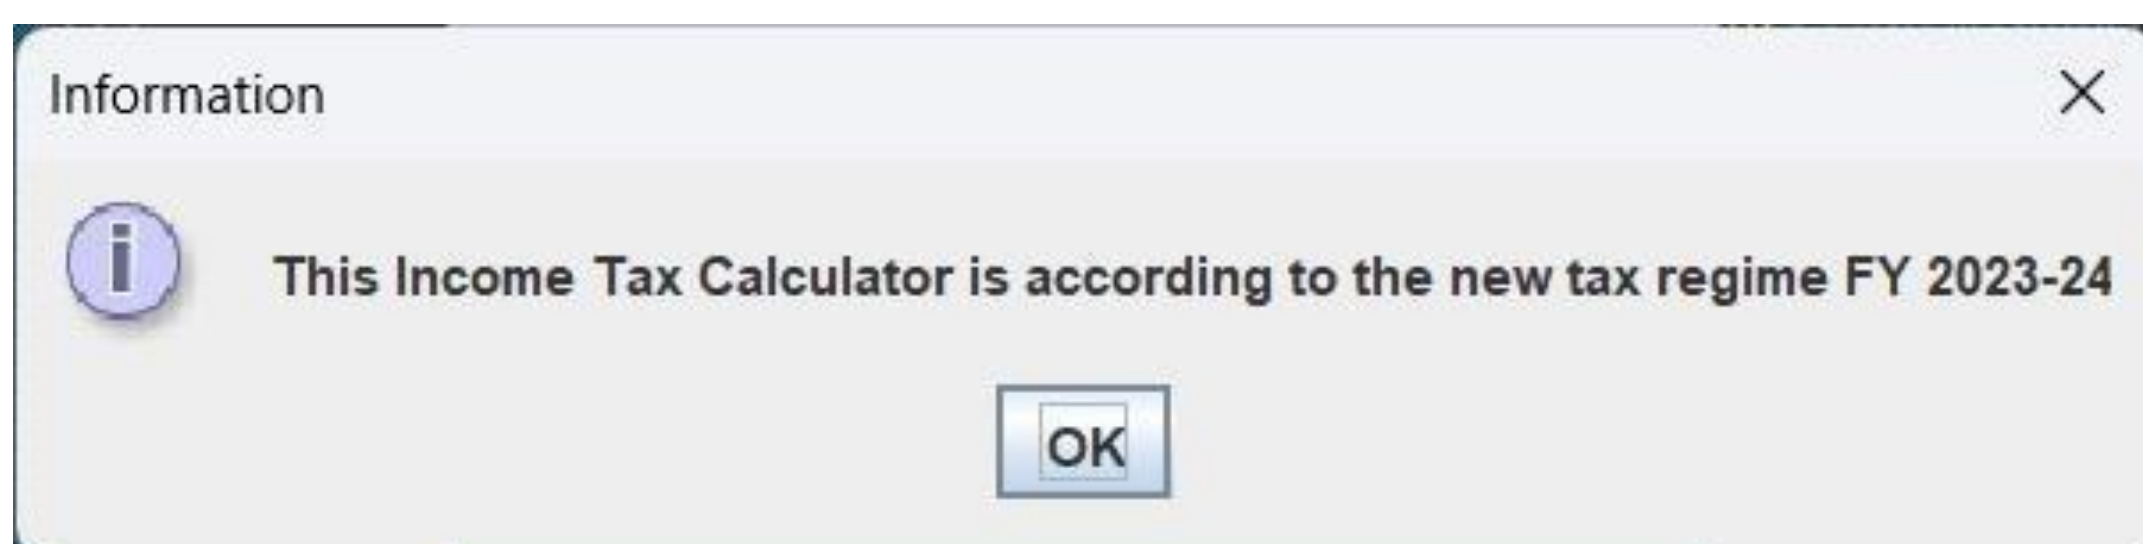 Information
This Income Tax Calculator is according to the new tax regime FY 2023-24
OK